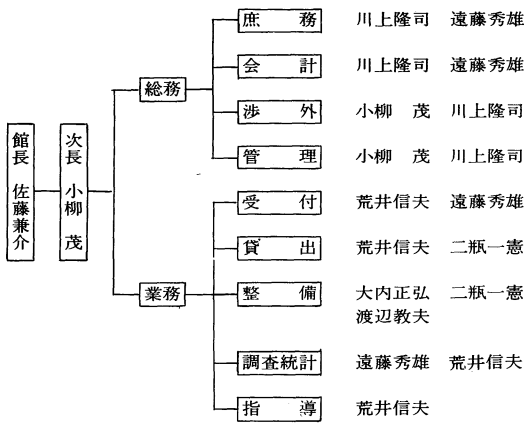 館長　佐藤兼介
次長　小柳　茂
総務
庶務　川上隆司　遠藤秀雄
会計　川上隆司　遠藤秀雄
渉外　小柳　茂　川上隆司
管理　小柳　茂　川上隆司
業務
受付　荒井信夫　遠藤秀雄
貸出　荒井信夫　二瓶一憲
整備　大内正弘　二瓶一憲
渡辺教夫
調査統計　遠藤秀雄　荒井信夫
指導　荒井信夫